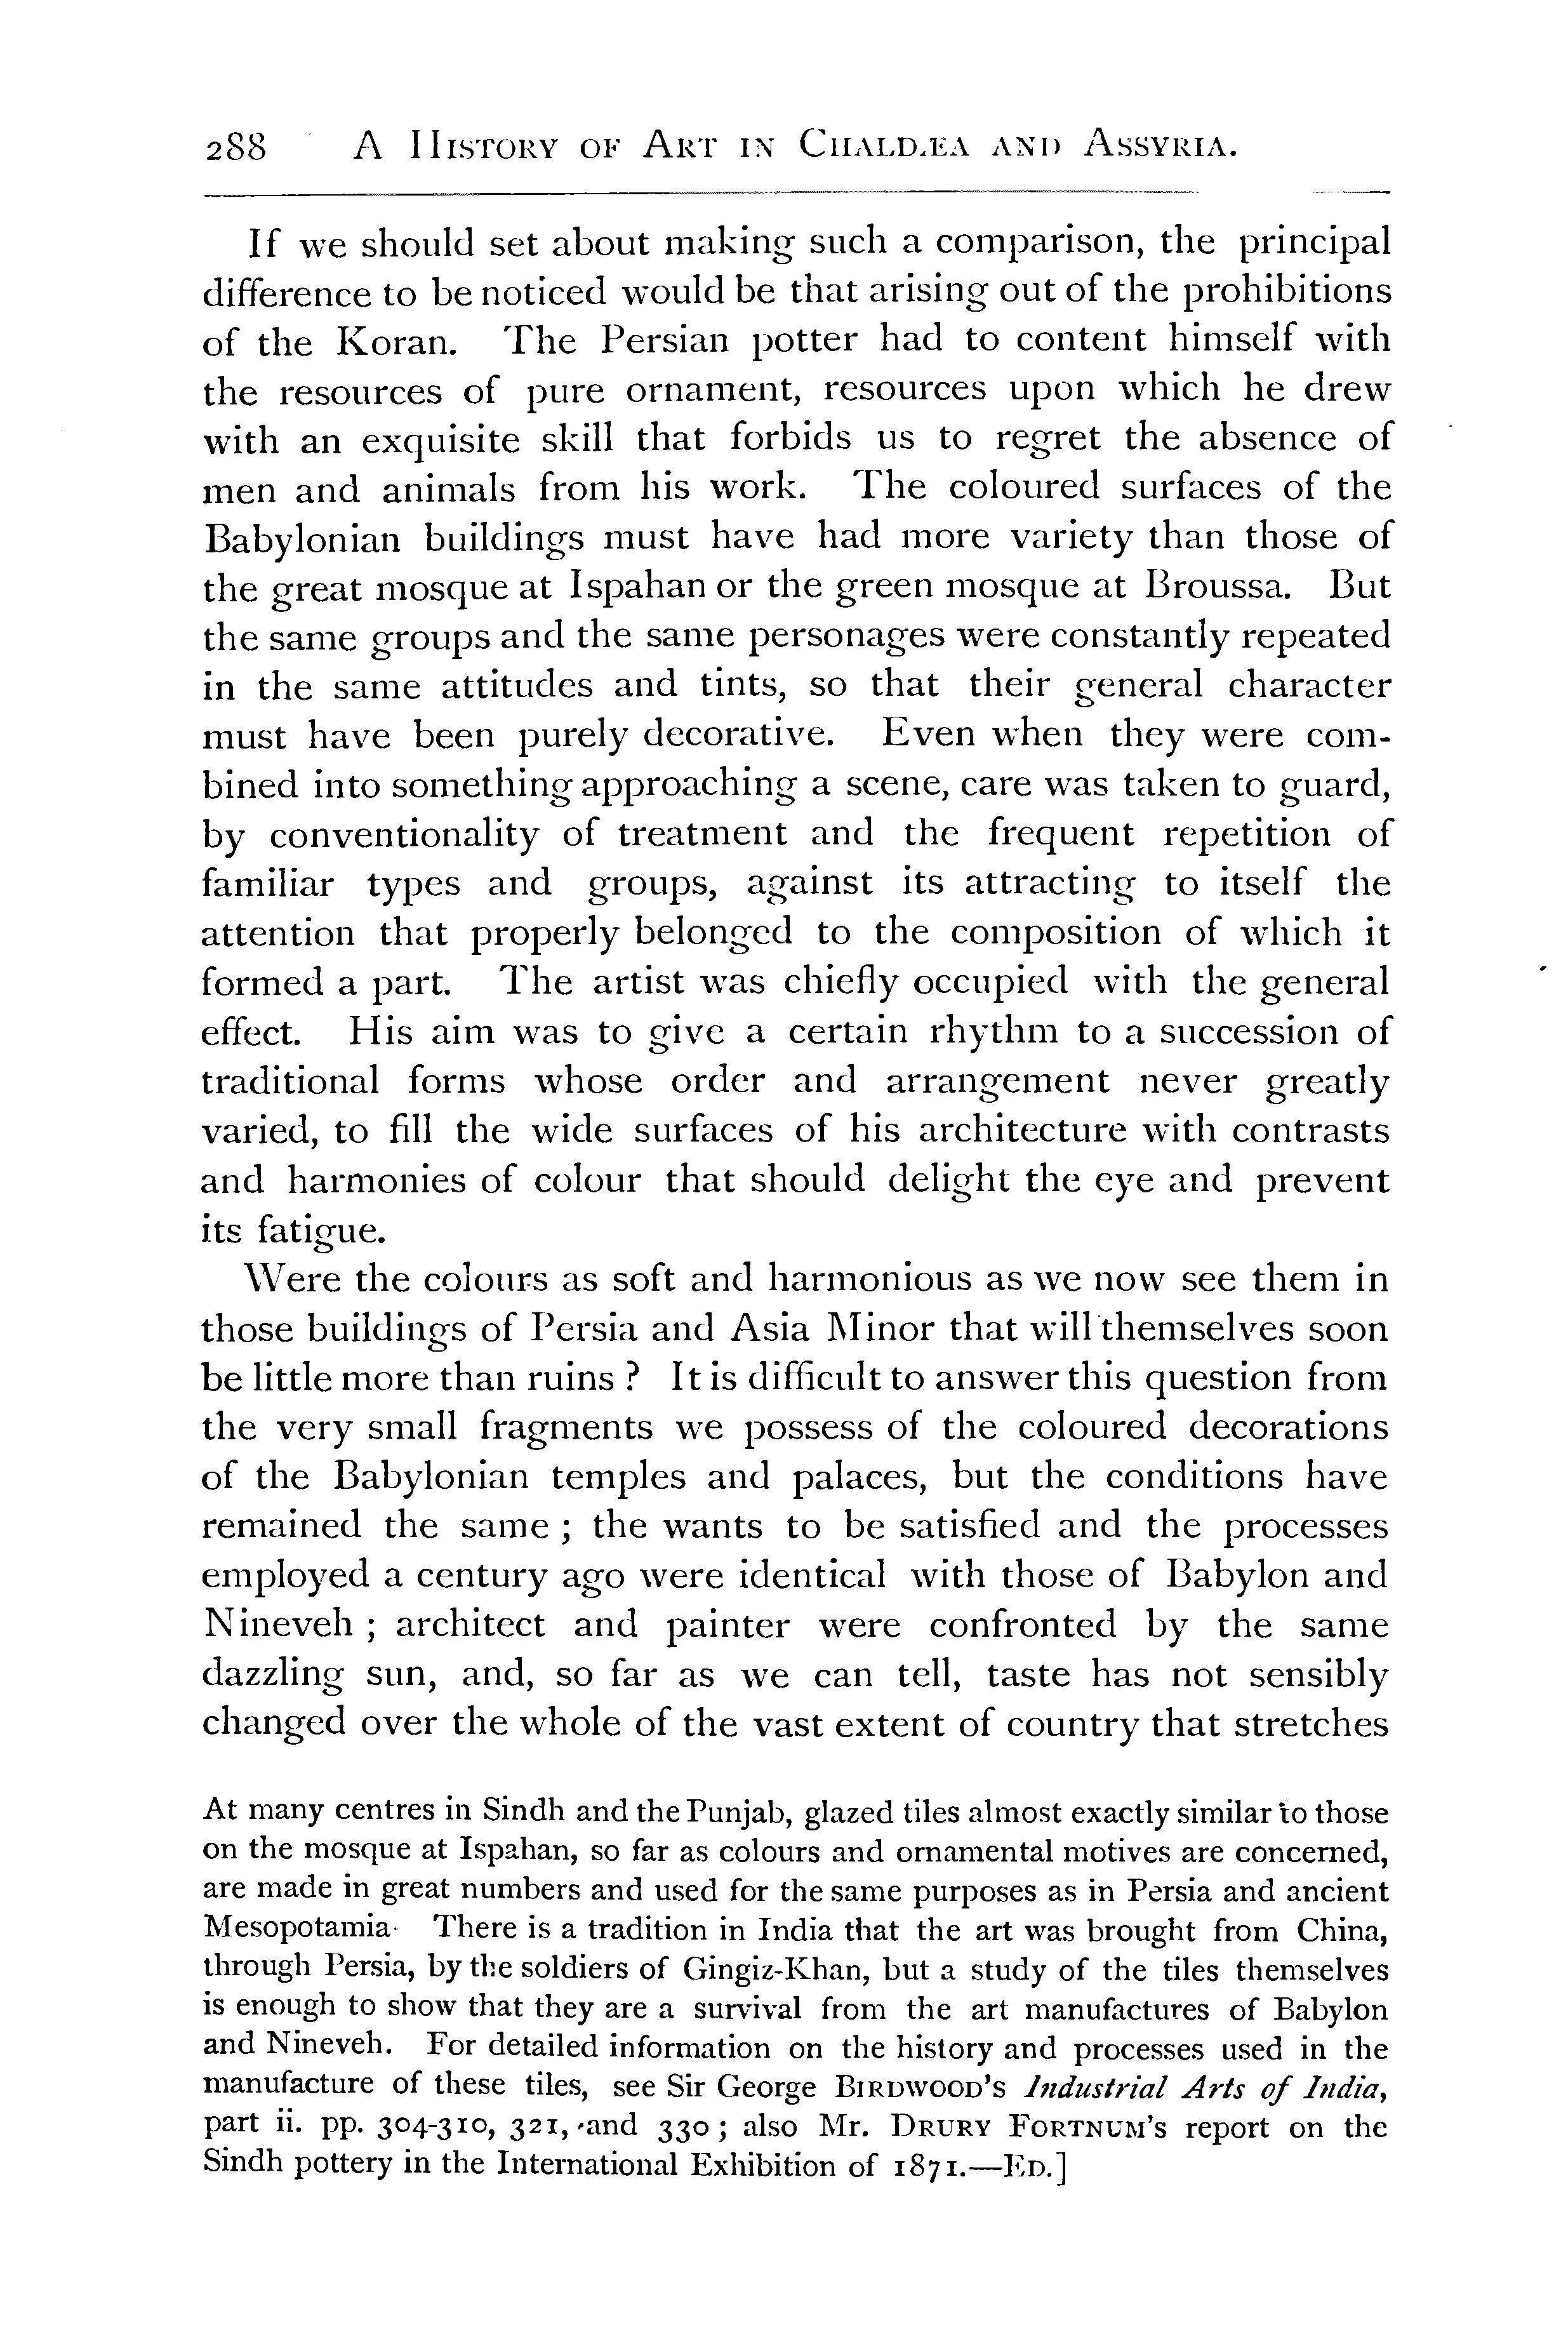 288 A History of Art in Chaldæa and Assyria.
If we should set about making such a comparison, the principal
difference to be noticed would be that arising out of the prohibitions
of the Koran. The Persian potter had to content himself with
the resources of pure ornament, resources upon which he drew
with an exquisite skill that forbids us to regret the absence of
men and animals from his work. The coloured surfaces of the
Babylonian buildings must have had more variety than those of
the great mosque at Ispahan or the green mosque at Broussa. But
the same groups and the same personages were constantly repeated
in the same attitudes and tints, so that their general character
must have been purely decorative. Even when they were com-
bined into something approaching a scene, care was taken to guard,
by conventionality of treatment and the frequent repetition of
familiar types and groups, against its attracting to itself the
attention that properly belonged to the composition of which it
formed a part. The artist was chiefly occupied with the general
effect. His aim was to give a certain rhythm to a succession of
traditional forms whose order and arrangement never greatly
varied, to fill the wide surfaces of his architecture with contrasts
and harmonies of colour that should delight the eye and prevent
its fatigue.
Were the colours as soft and harmonious as we now see them in
those buildings of Persia and Asia Minor that will themselves soon
be little more than ruins ? It is difficult to answer this question from
the very small fragments we possess of the coloured decorations
of the Babylonian temples and palaces, but the conditions have
remained the same ; the wants to be satisfied and the processes
employed a century ago were identical with those of Babylon and
Nineveh ; architect and painter were confronted by the same
dazzling sun, and, so far as we can tell, taste has not sensibly
changed over the whole of the vast extent of country that stretches
At many centres in Sindh and the Punjab, glazed tiles almost exactly similar to those
on the mosque at Ispahan, so far as colours and ornamental motives are concerned,
are made in great numbers and used for the same purposes as in Persia and ancient
Mesopotamia. There is a tradition in India that the art was brought from China,
through Persia, by the soldiers of Gingiz-Khan, but a study of the tiles themselves
is enough to show that they are a survival from the art manufactures of Babylon
and Nineveh. For detailed information on the history and processes used in the
manufacture of these tiles, see Sir George Birdwood's Industrial Arts of India,
part ii. pp. 304-310, 321, and 330 ; also Mr. Drury Fortnum's report on the
Sindh pottery in the International Exhibition of 1871.—Ed.]